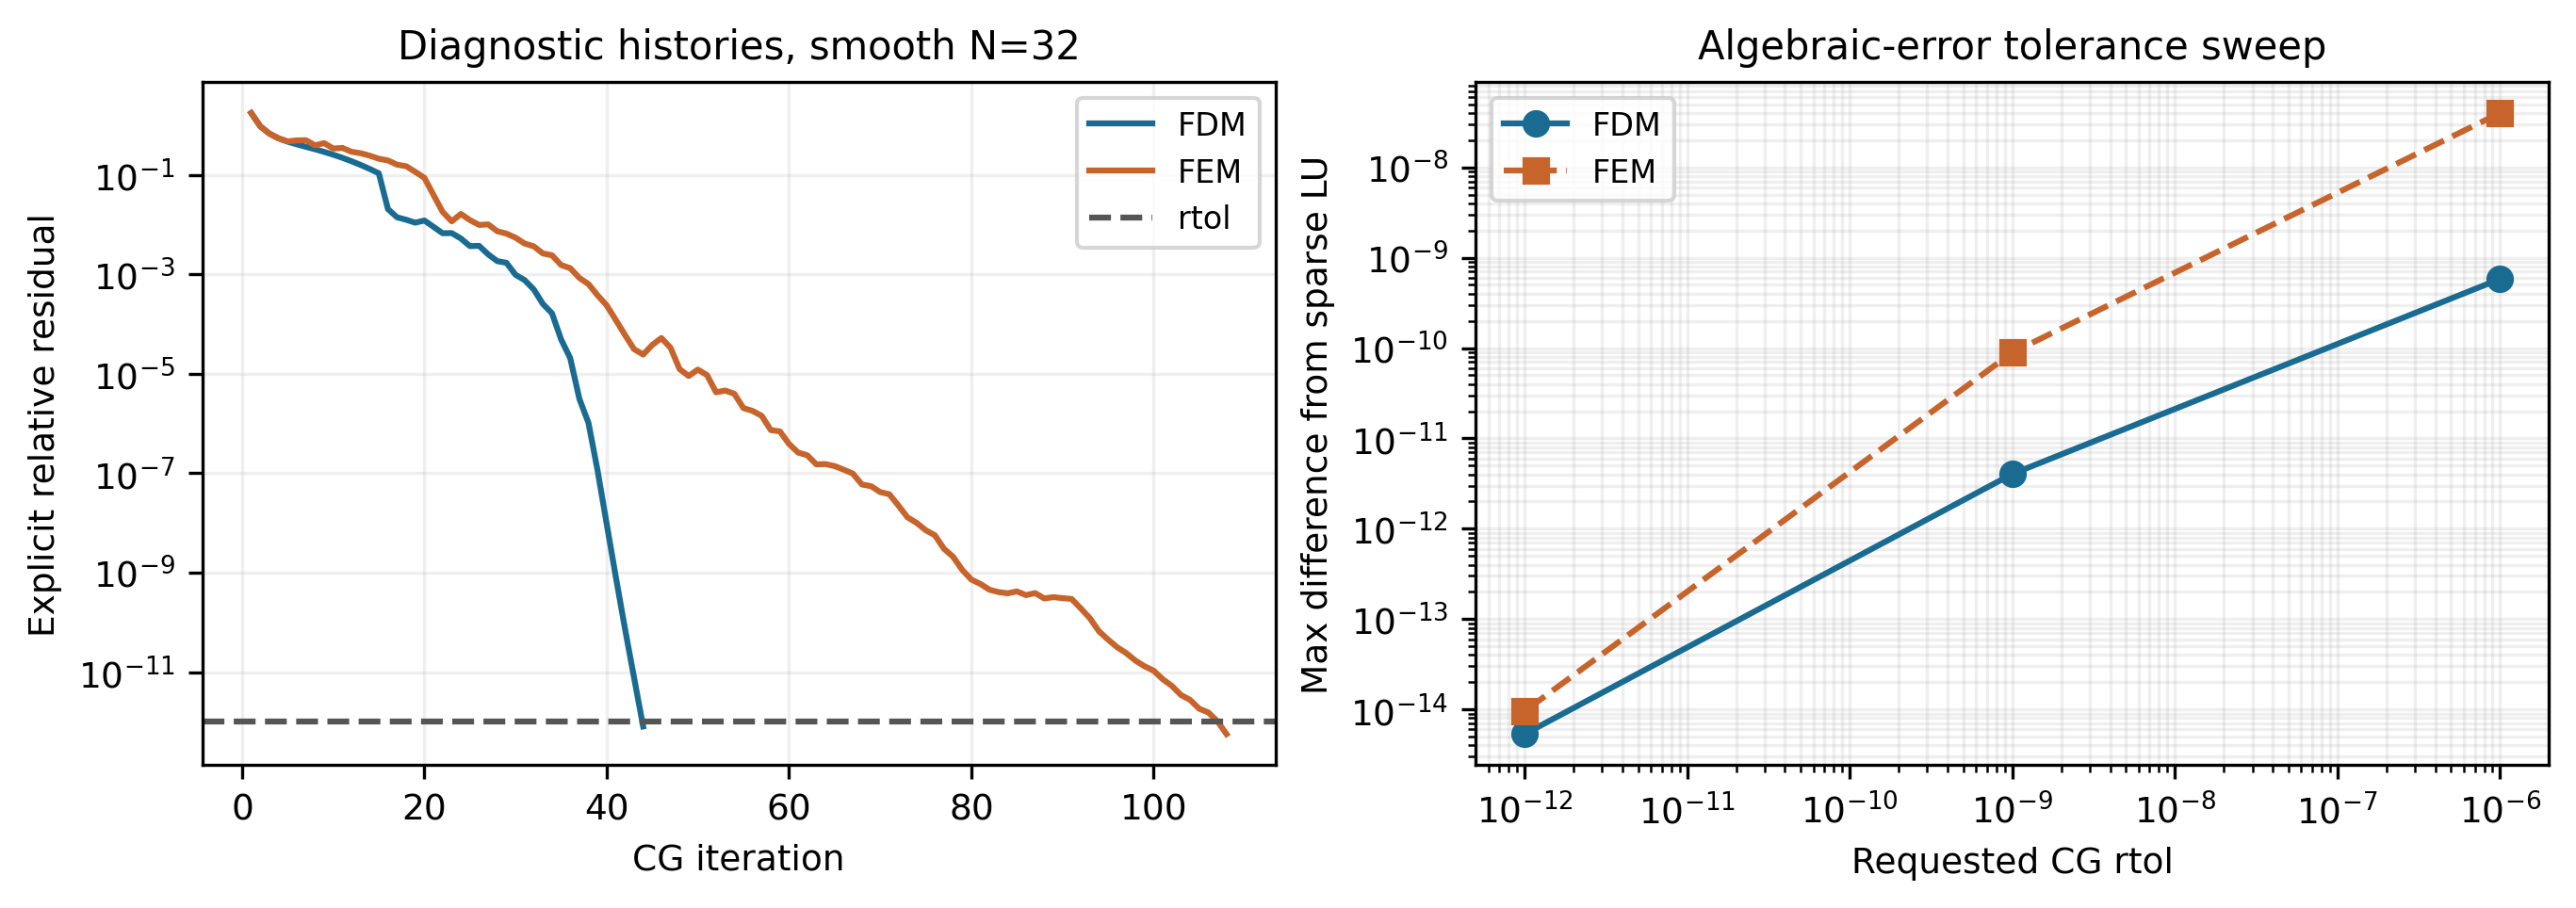 Diagnostic histories, smooth N=32
Explicit relative residual
10⁻¹
10⁻³
10⁻⁵
10⁻⁷
10⁻⁹
10⁻¹¹
FDM
FEM
rtol
0 20 40 60 80 100
CG iteration
Algebraic-error tolerance sweep
Max difference from sparse LU
10⁻⁸
10⁻⁹
10⁻¹⁰
10⁻¹¹
10⁻¹²
10⁻¹³
10⁻¹⁴
FDM
FEM
10⁻¹² 10⁻¹¹ 10⁻¹⁰ 10⁻⁹ 10⁻⁸ 10⁻⁷ 10⁻⁶
Requested CG rtol